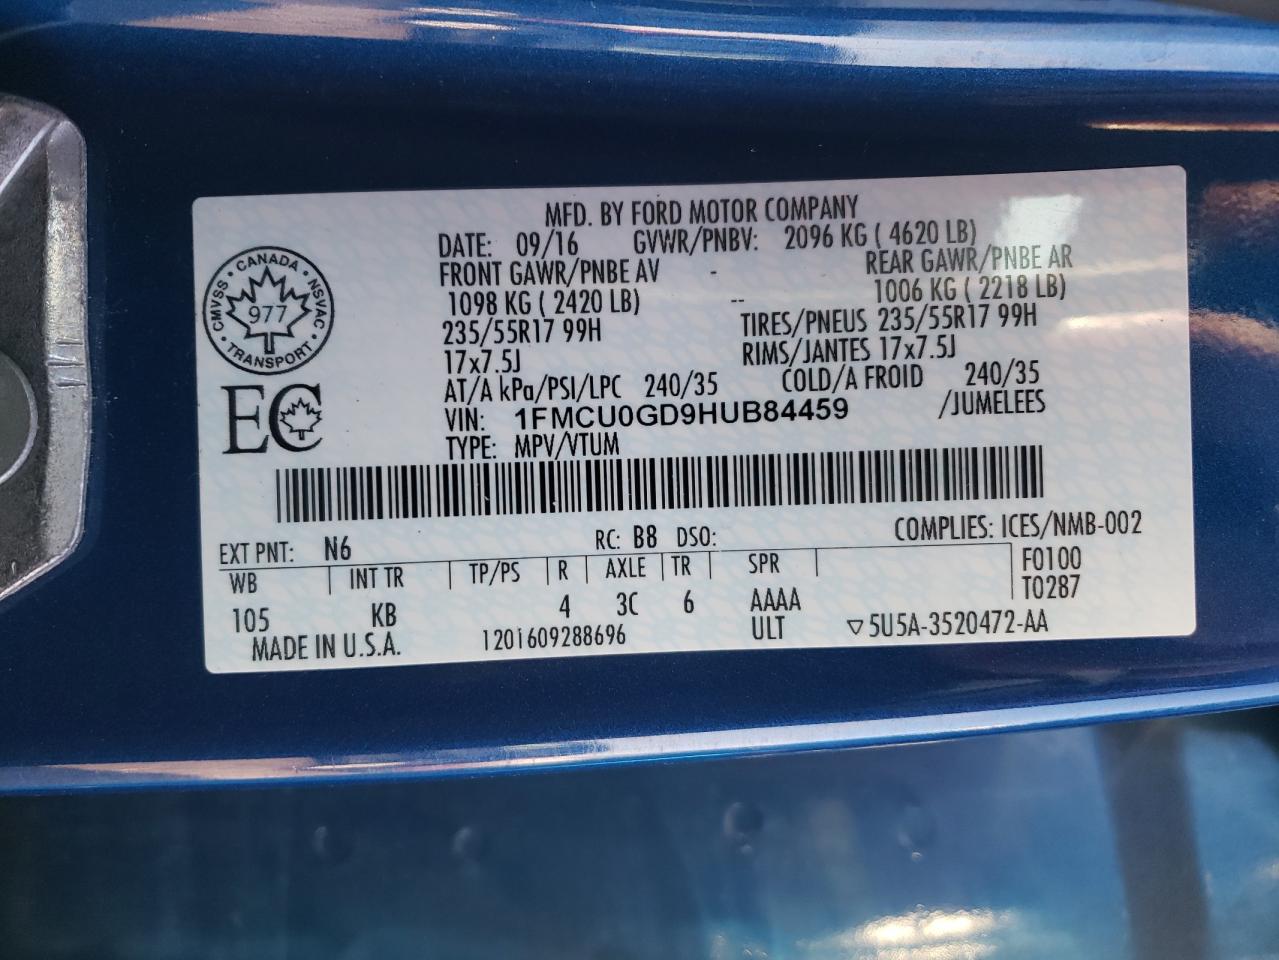 MFD. BY FORD MOTOR COMPANY
DATE: 09/16 GVWR/PNBV: 2096 KG ( 4620 LB)
FRONT GAWR/PNBE AV - REAR GAWR/PNBE AR
1098 KG ( 2420 LB) -- 1006 KG ( 2218 LB)
235/55R17 99H TIRES/PNEUS 235/55R17 99H
17x7.5J RIMS/JANTES 17x7.5J
AT/A kPa/PSI/LPC 240/35 COLD/A FROID 240/35
VIN: 1FMCU0GD9HUB84459 /JUMELEES
TYPE: MPV/VTUM
CMVSS · CANADA · NSVAC
977
· TRANSPORT ·
EC
EXT PNT: N6 RC: B8 DSO: COMPLIES: ICES/NMB-002
WB INT TR TP/PS R AXLE TR SPR F0100
105 KB 4 3C 6 AAAA T0287
MADE IN U.S.A. 1201609288696 ULT ▽5U5A-3520472-AA